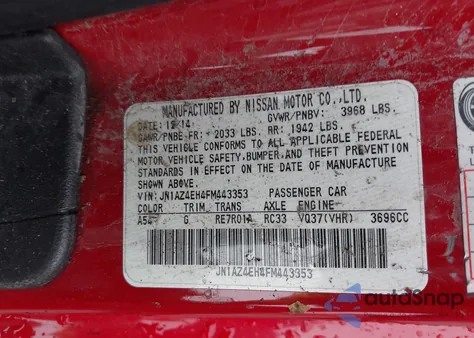 MANUFACTURED BY NISSAN MOTOR CO.,LTD.
DATE: 12/14 GVWR/PNBV: 3968 LBS.
GAWR/PNBE FR: 2033 LBS. RR: 1942 LBS.
THIS VEHICLE CONFORMS TO ALL APPLICABLE FEDERAL
MOTOR VEHICLE SAFETY, BUMPER, AND THEFT PREVENTION
STANDARDS IN EFFECT ON THE DATE OF MANUFACTURE
SHOWN ABOVE.
VIN: JN1AZ4EH4FM443353 PASSENGER CAR
COLOR TRIM TRANS AXLE ENGINE
A54 G RE7R01A RC33 VQ37(VHR) 3696CC
JN1AZ4EH4FM443353
autoSnap